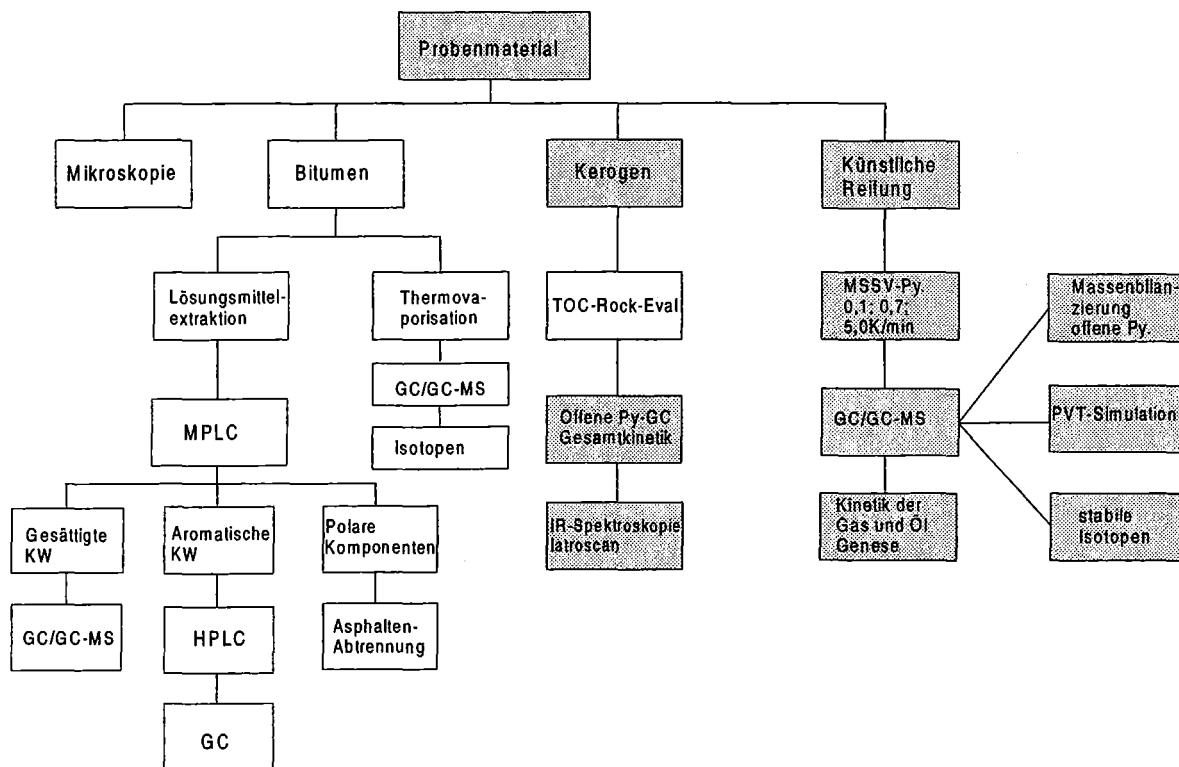 Probenmaterial
Mikroskopie
Bitumen
Kerogen
Künstliche
Reifung
Lösungsmittel-
extraktion
Thermova-
porisation
TOC-Rock-Eval
MSSV-Py.
0,1; 0,7;
5,0K/min
Massenbilan-
zierung
offene Py.
GC/GC-MS
Isotopen
MPLC
Offene Py-GC
Gesamtkinetik
GC/GC-MS
PVT-Simulation
Gesättigte
KW
Aromatische
KW
Polare
Komponenten
IR-Spektroskopie
Iatroscan
Kinetik der
Gas und Öl
Genese
stabile
Isotopen
GC/GC-MS
HPLC
Asphalten-
Abtrennung
GC